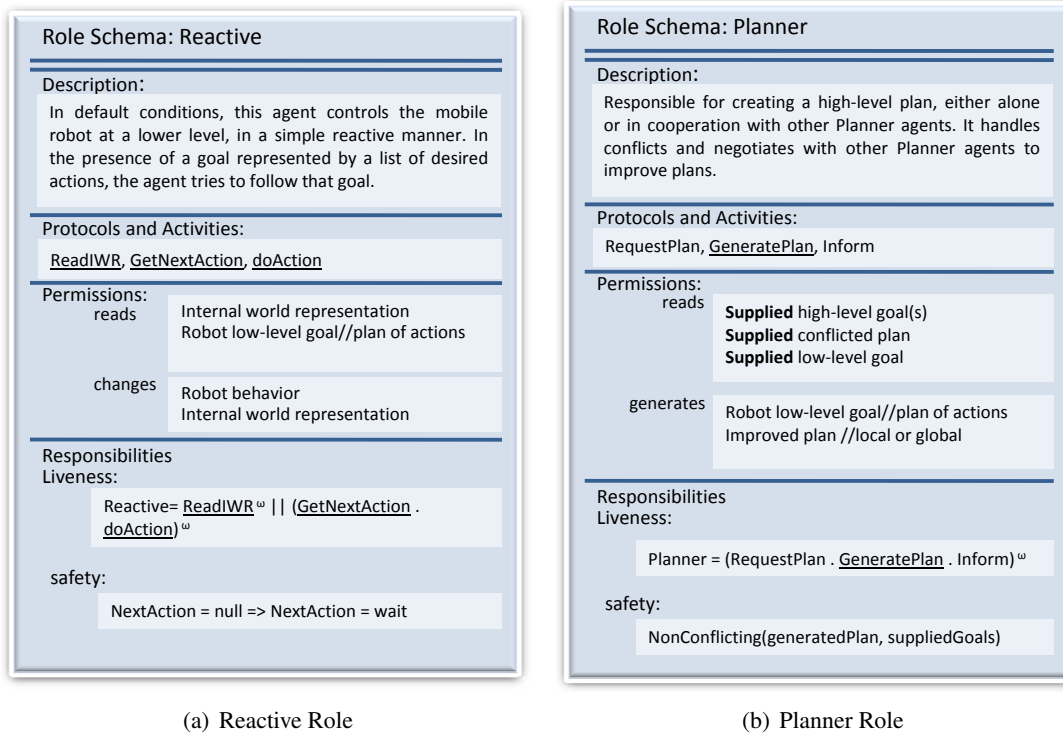 Role Schema: Reactive
Description:
In default conditions, this agent controls the mobile
robot at a lower level, in a simple reactive manner. In
the presence of a goal represented by a list of desired
actions, the agent tries to follow that goal.
Protocols and Activities:
ReadIWR, GetNextAction, doAction
Permissions:
reads
Internal world representation
Robot low-level goal//plan of actions
changes
Robot behavior
Internal world representation
Responsibilities
Liveness:
Reactive= ReadIWR ω || (GetNextAction .
doAction) ω
safety:
NextAction = null => NextAction = wait
(a) Reactive Role
Role Schema: Planner
Description:
Responsible for creating a high-level plan, either alone
or in cooperation with other Planner agents. It handles
conflicts and negotiates with other Planner agents to
improve plans.
Protocols and Activities:
RequestPlan, GeneratePlan, Inform
Permissions:
reads
Supplied high-level goal(s)
Supplied conflicted plan
Supplied low-level goal
generates
Robot low-level goal//plan of actions
Improved plan //local or global
Responsibilities
Liveness:
Planner = (RequestPlan . GeneratePlan . Inform) ω
safety:
NonConflicting(generatedPlan, suppliedGoals)
(b) Planner Role